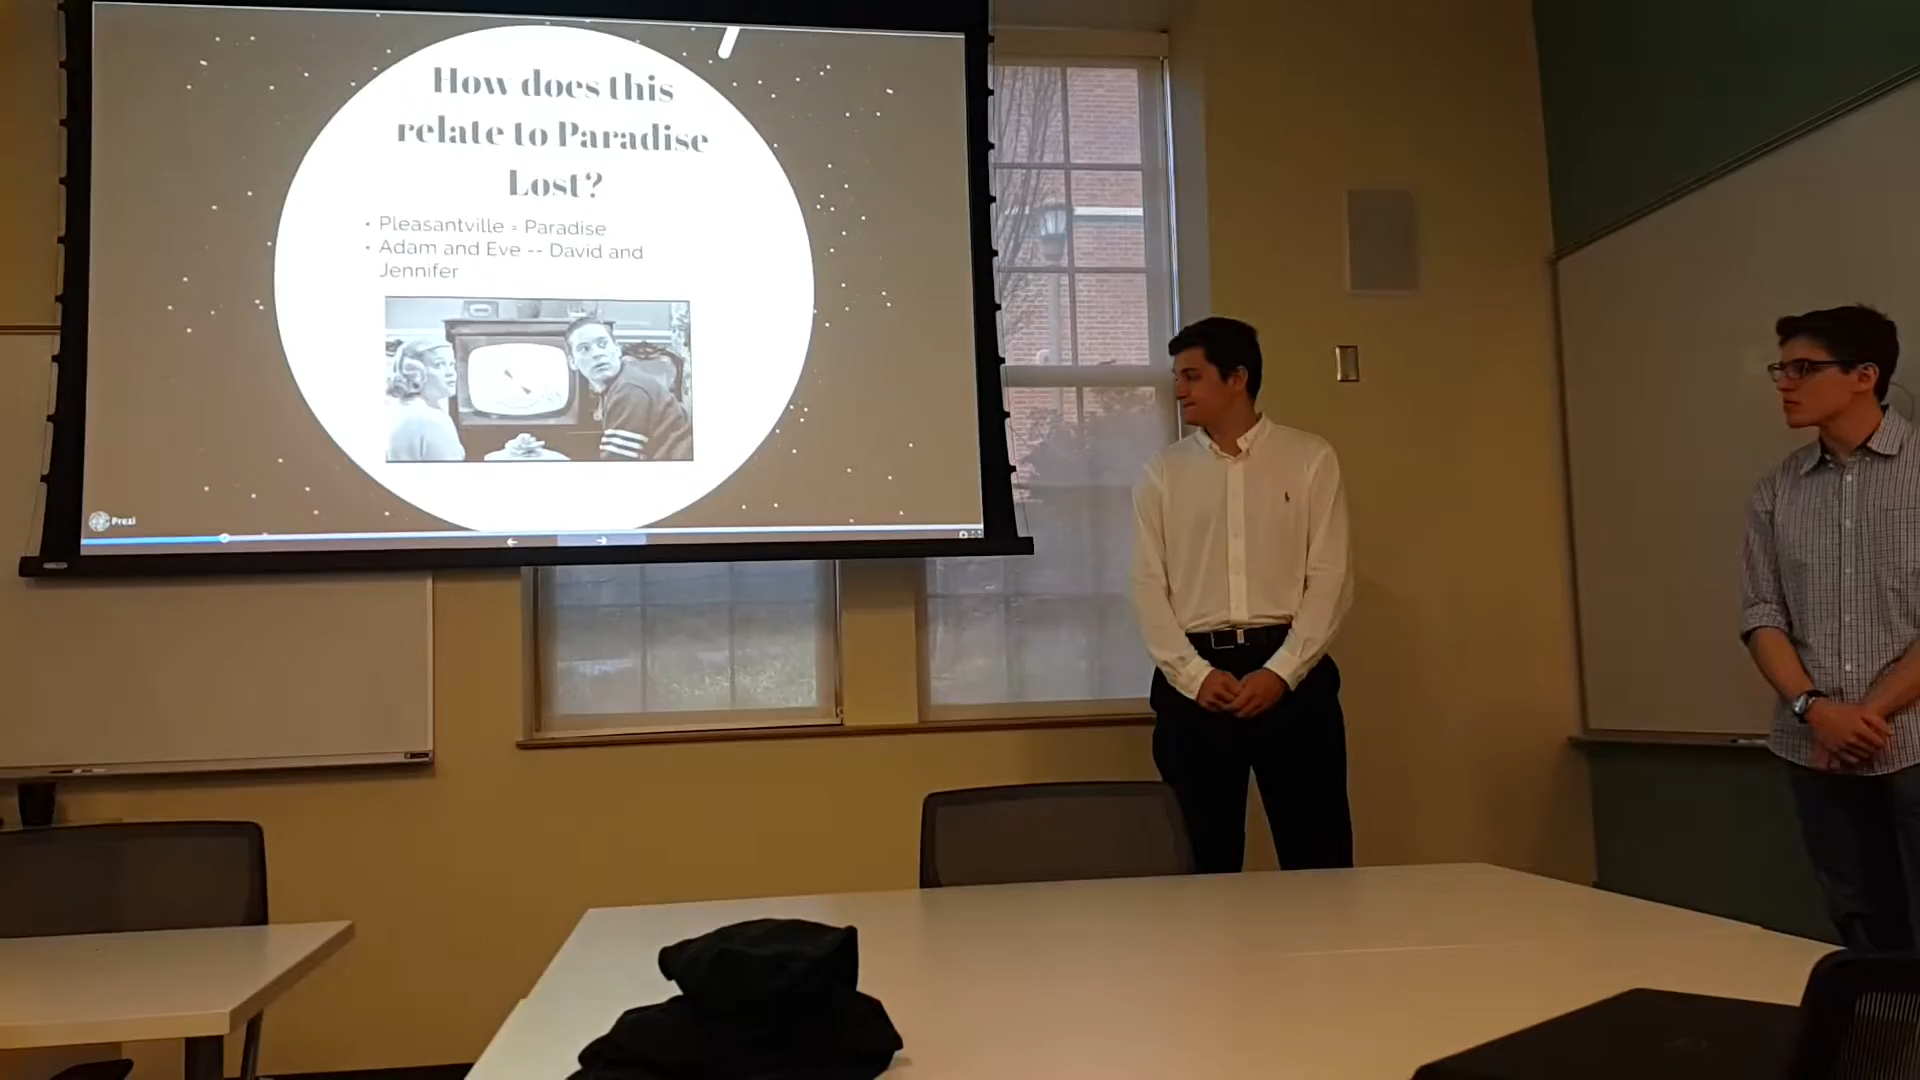 How does this
relate to Paradise
Lost?
• Pleasantville = Paradise
• Adam and Eve -- David and
Jennifer
Prezi